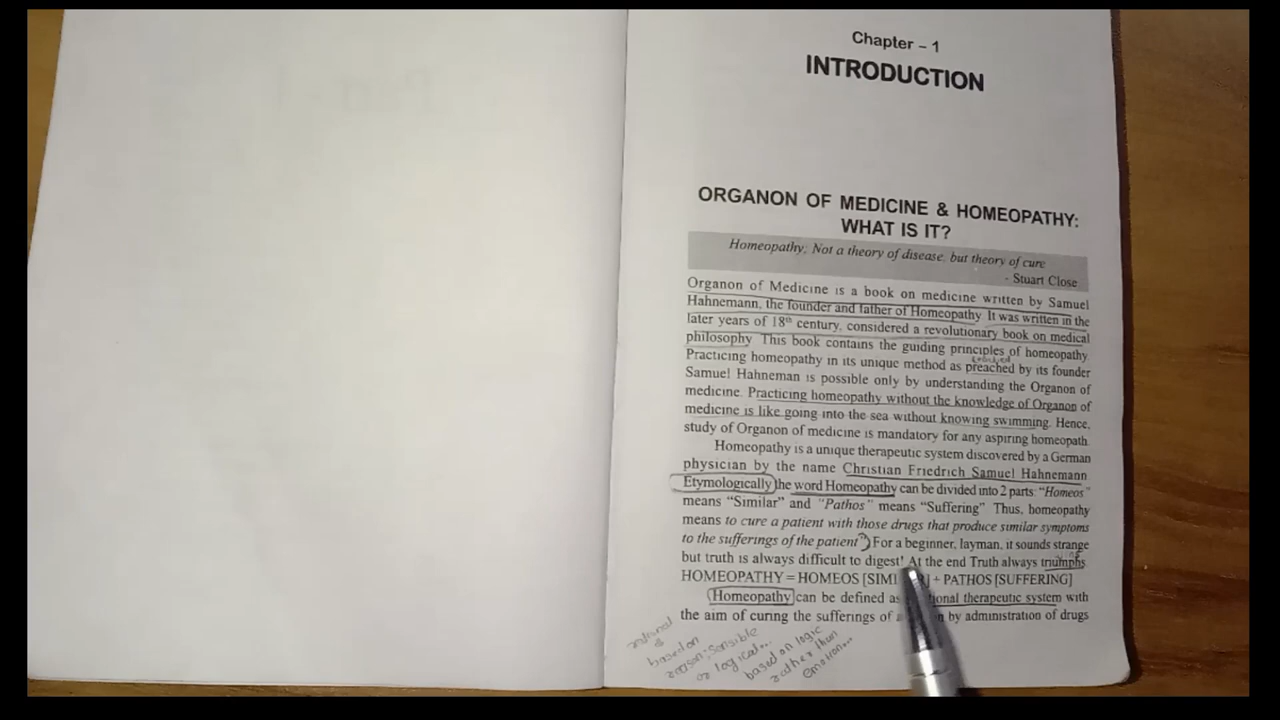 Chapter – 1
INTRODUCTION
ORGANON OF MEDICINE & HOMEOPATHY:
WHAT IS IT?
Homeopathy; Not a theory of disease, but theory of cure
- Stuart Close
Organon of Medicine is a book on medicine written by Samuel
Hahnemann, the founder and father of Homeopathy. It was written in the
later years of 18th century, considered a revolutionary book on medical
philosophy. This book contains the guiding principles of homeopathy.
Practicing homeopathy in its unique method as preached by its founder
Samuel Hahneman is possible only by understanding the Organon of
medicine. Practicing homeopathy without the knowledge of Organon of
medicine is like going into the sea without knowing swimming. Hence,
study of Organon of medicine is mandatory for any aspiring homeopath.
Homeopathy is a unique therapeutic system discovered by a German
physician by the name Christian Friedrich Samuel Hahnemann.
Etymologically the word Homeopathy can be divided into 2 parts: "Homeos"
means "Similar" and "Pathos" means "Suffering" Thus, homeopathy
means to cure a patient with those drugs that produce similar symptoms
to the sufferings of the patient" For a beginner, layman, it sounds strange
but truth is always difficult to digest! At the end Truth always triumphs
HOMEOPATHY = HOMEOS [SIMI + PATHOS [SUFFERING]
Homeopathy can be defined as tional therapeutic system with
the aim of curing the sufferings of by administration of drugs
rational
based on
reason, sensible
or logical...
based on logic
rather than
emotion...